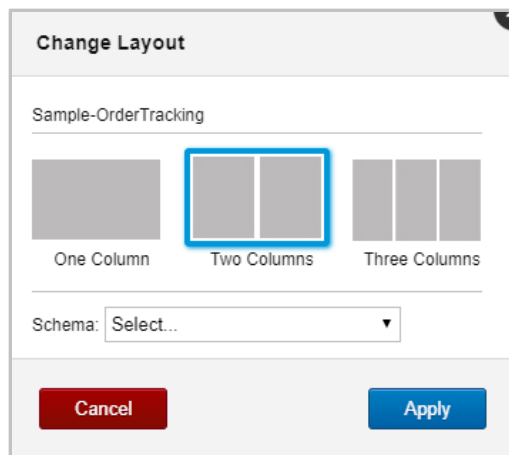 Change Layout
Sample-OrderTracking
One Column
Two Columns
Three Columns
Schema: Select...
Cancel
Apply